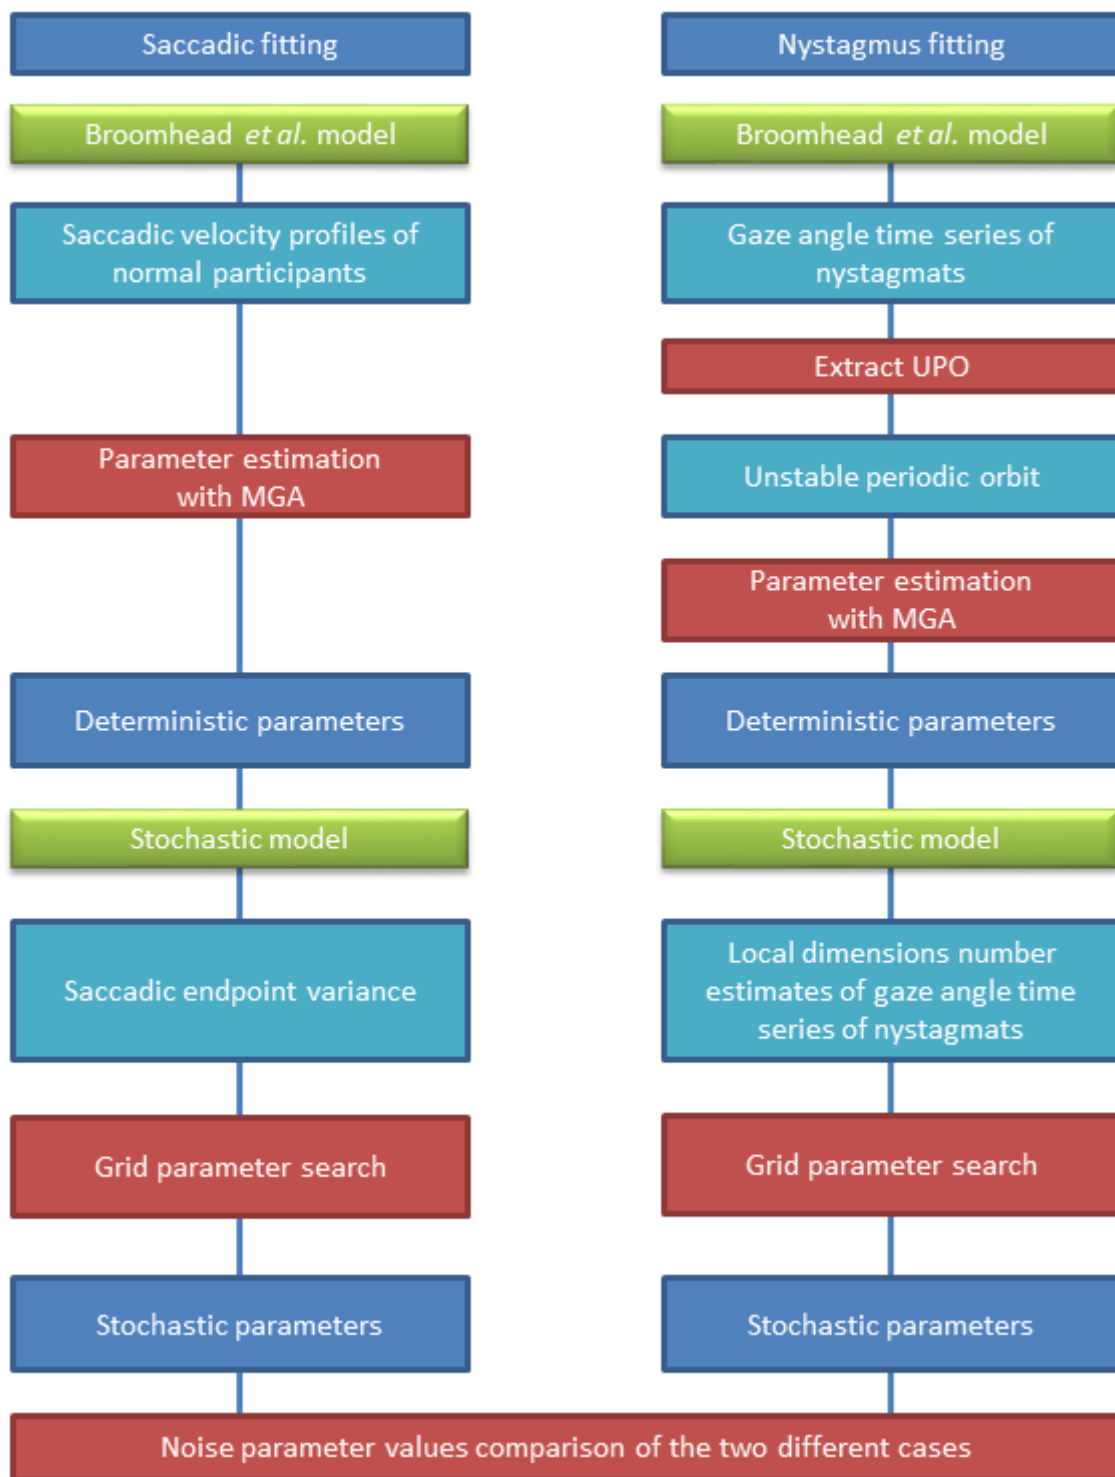 Saccadic fitting
Broomhead et al. model
Saccadic velocity profiles of
normal participants
Parameter estimation
with MGA
Deterministic parameters
Stochastic model
Saccadic endpoint variance
Grid parameter search
Stochastic parameters
Nystagmus fitting
Broomhead et al. model
Gaze angle time series of
nystagmats
Extract UPO
Unstable periodic orbit
Parameter estimation
with MGA
Deterministic parameters
Stochastic model
Local dimensions number
estimates of gaze angle time
series of nystagmats
Grid parameter search
Stochastic parameters
Noise parameter values comparison of the two different cases